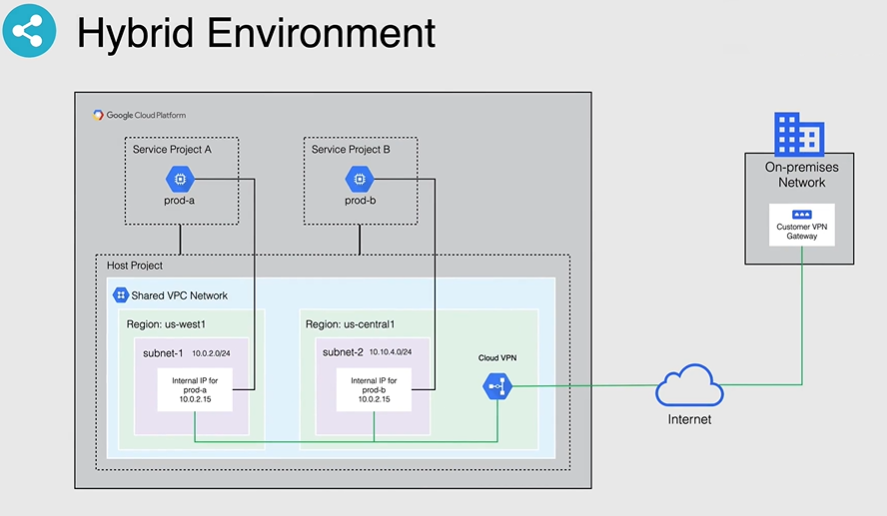 Hybrid Environment
Google Cloud Platform
Service Project A
prod-a
Service Project B
prod-b
Host Project
Shared VPC Network
Region: us-west1
subnet-1 10.0.2.0/24
Internal IP for
prod-a
10.0.2.15
Region: us-central1
subnet-2 10.10.4.0/24
Internal IP for
prod-b
10.0.2.15
Cloud VPN
Internet
On-premises
Network
Customer VPN
Gateway